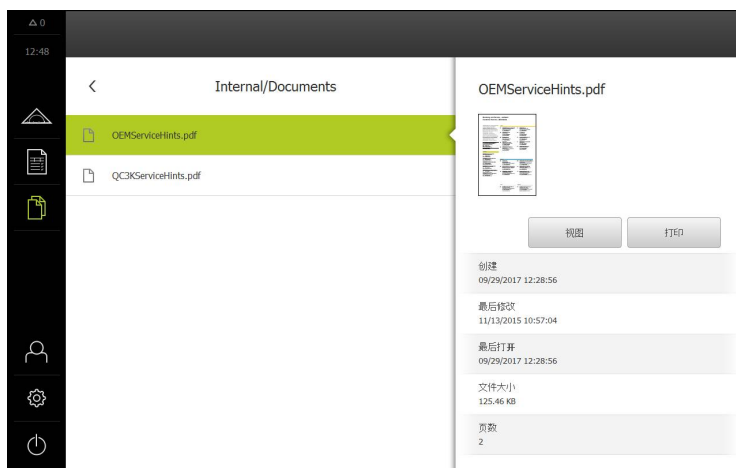 0
12:48
Internal/Documents
OEMServiceHints.pdf
QC3KServiceHints.pdf
OEMServiceHints.pdf
视图
打印
创建
09/29/2017 12:28:56
最后修改
11/13/2015 10:57:04
最后打开
09/29/2017 12:28:56
文件大小
125.46 KB
页数
2